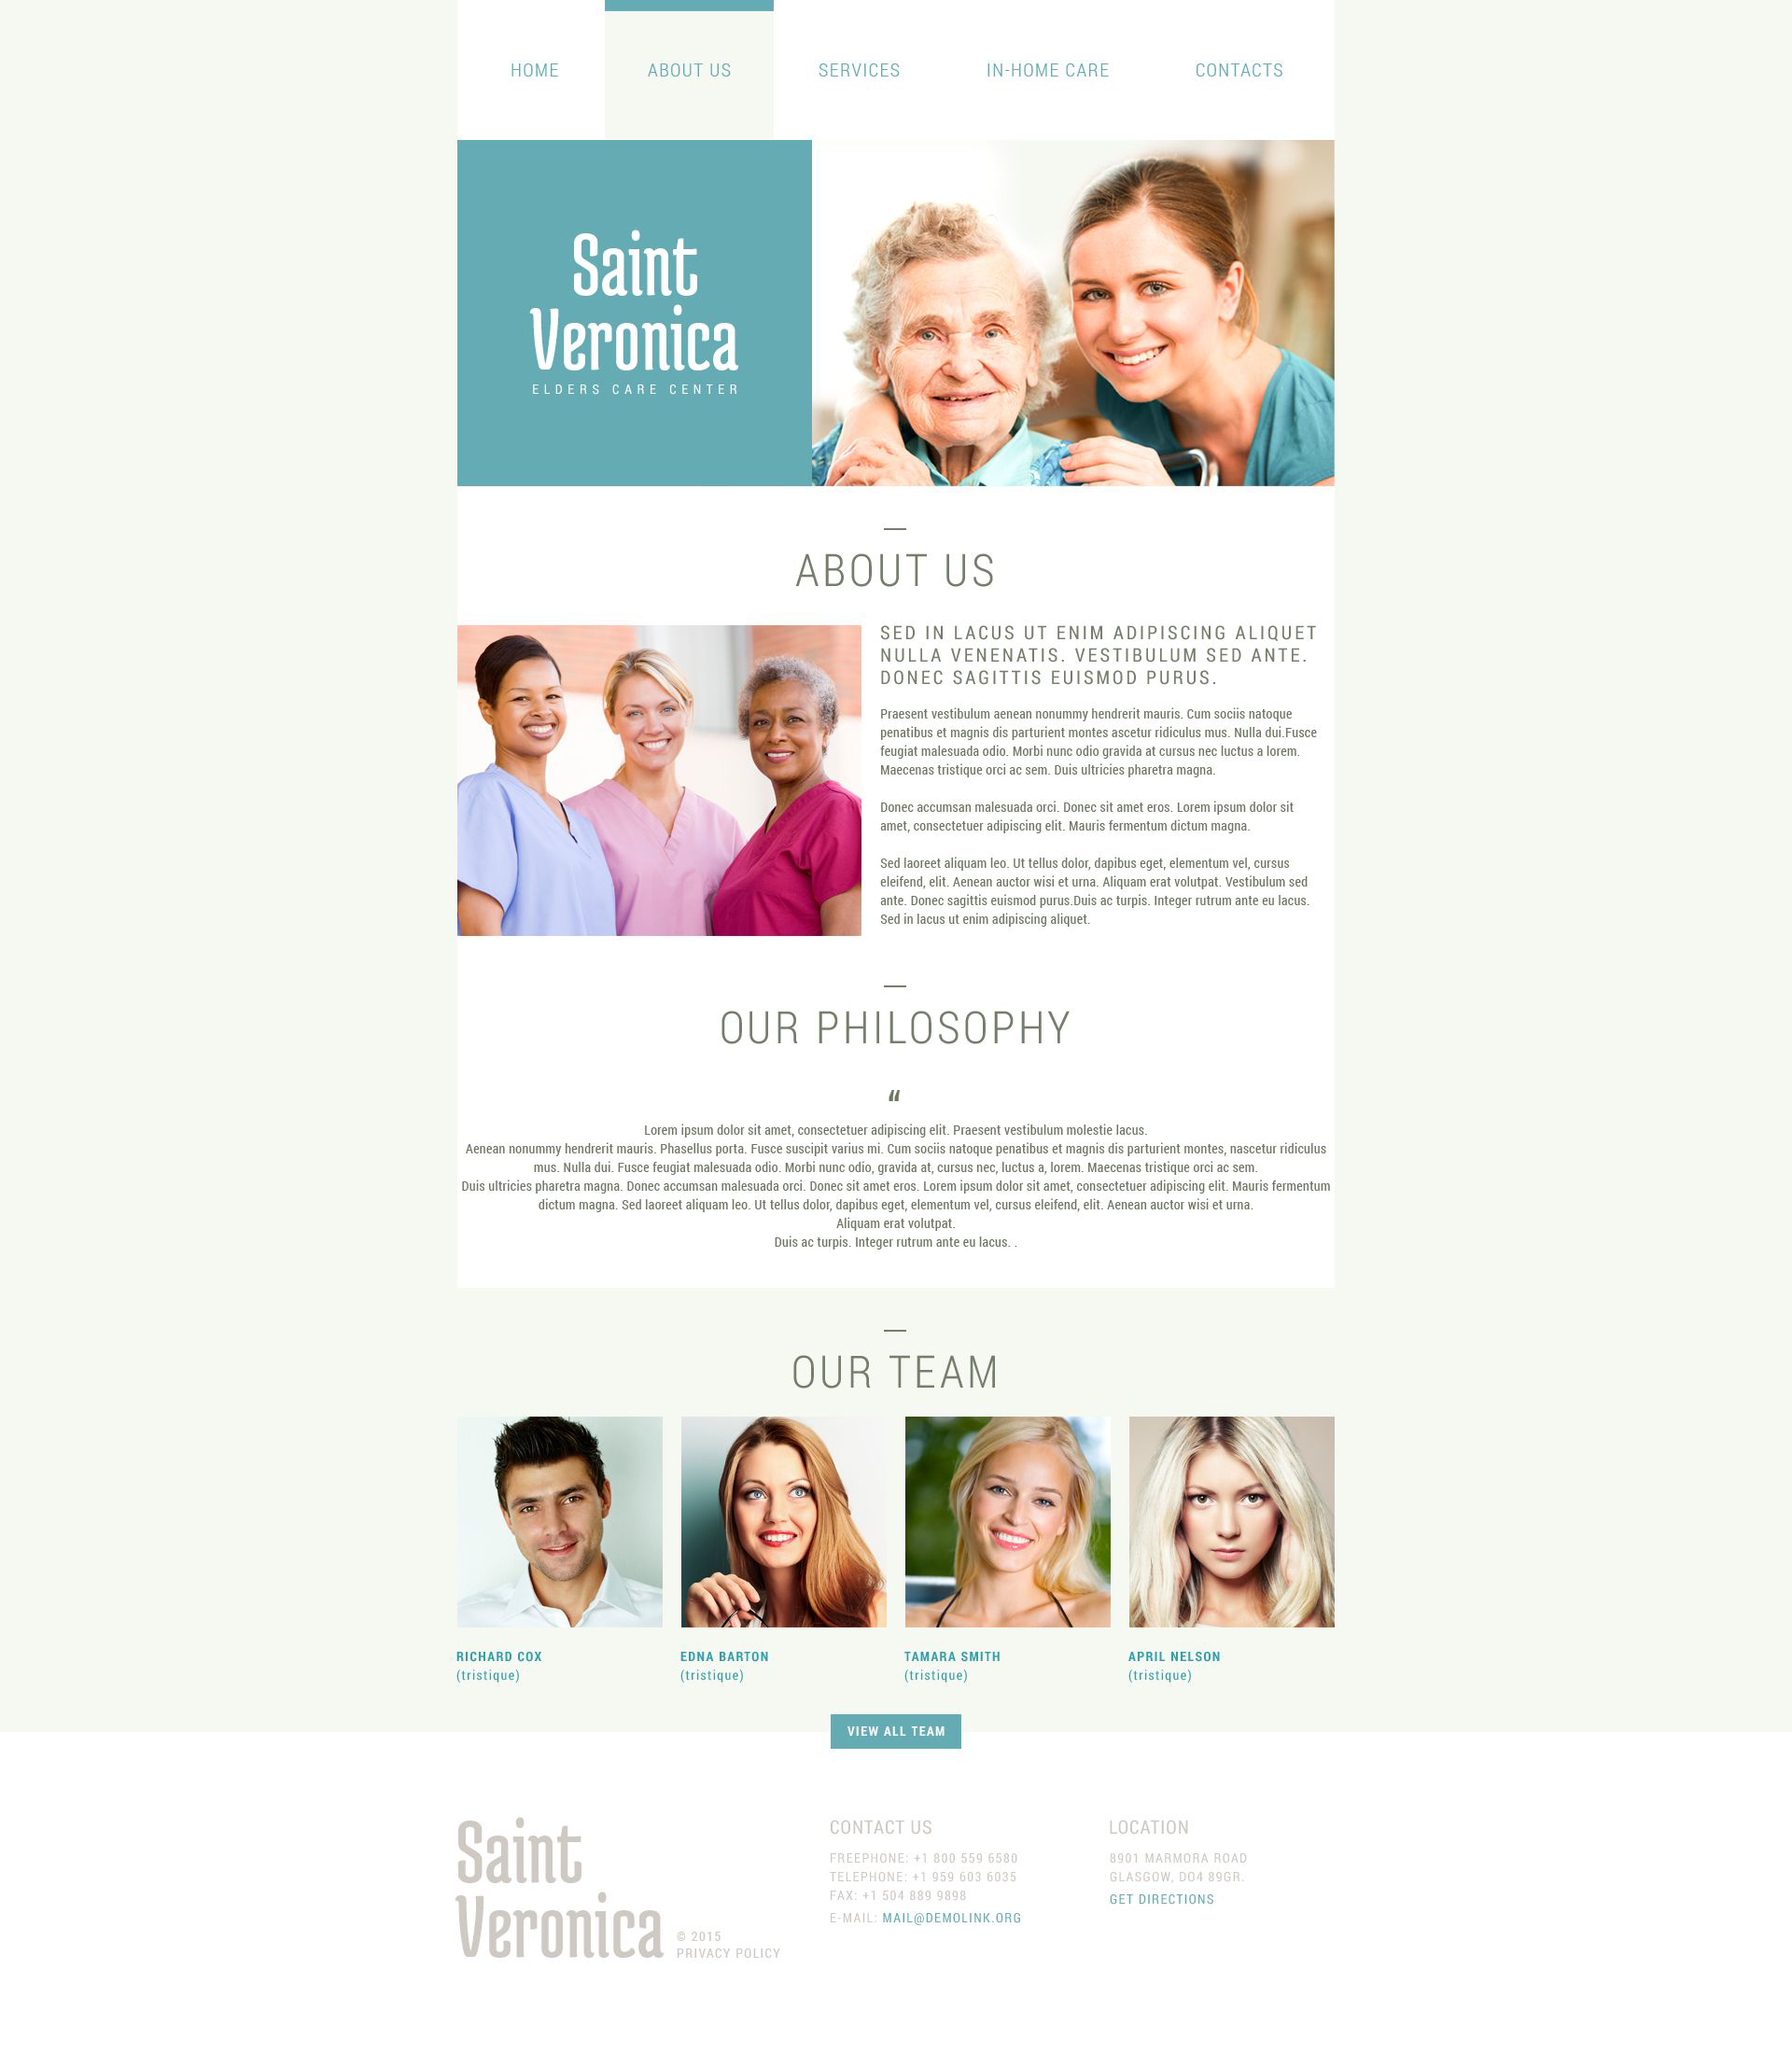 HOME ABOUT US SERVICES IN-HOME CARE CONTACTS
Saint
Veronica
ELDERS CARE CENTER
ABOUT US
SED IN LACUS UT ENIM ADIPISCING ALIQUET
NULLA VENENATIS. VESTIBULUM SED ANTE.
DONEC SAGITTIS EUISMOD PURUS.
Praesent vestibulum aenean nonummy hendrerit mauris. Cum sociis natoque
penatibus et magnis dis parturient montes ascetur ridiculus mus. Nulla dui.Fusce
feugiat malesuada odio. Morbi nunc odio gravida at cursus nec luctus a lorem.
Maecenas tristique orci ac sem. Duis ultricies pharetra magna.
Donec accumsan malesuada orci. Donec sit amet eros. Lorem ipsum dolor sit
amet, consectetuer adipiscing elit. Mauris fermentum dictum magna.
Sed laoreet aliquam leo. Ut tellus dolor, dapibus eget, elementum vel, cursus
eleifend, elit. Aenean auctor wisi et urna. Aliquam erat volutpat. Vestibulum sed
ante. Donec sagittis euismod purus.Duis ac turpis. Integer rutrum ante eu lacus.
Sed in lacus ut enim adipiscing aliquet.
OUR PHILOSOPHY
“
Lorem ipsum dolor sit amet, consectetuer adipiscing elit. Praesent vestibulum molestie lacus.
Aenean nonummy hendrerit mauris. Phasellus porta. Fusce suscipit varius mi. Cum sociis natoque penatibus et magnis dis parturient montes, nascetur ridiculus
mus. Nulla dui. Fusce feugiat malesuada odio. Morbi nunc odio, gravida at, cursus nec, luctus a, lorem. Maecenas tristique orci ac sem.
Duis ultricies pharetra magna. Donec accumsan malesuada orci. Donec sit amet eros. Lorem ipsum dolor sit amet, consectetuer adipiscing elit. Mauris fermentum
dictum magna. Sed laoreet aliquam leo. Ut tellus dolor, dapibus eget, elementum vel, cursus eleifend, elit. Aenean auctor wisi et urna.
Aliquam erat volutpat.
Duis ac turpis. Integer rutrum ante eu lacus. .
OUR TEAM
RICHARD COX
(tristique)
EDNA BARTON
(tristique)
TAMARA SMITH
(tristique)
APRIL NELSON
(tristique)
VIEW ALL TEAM
Saint
Veronica
© 2015
PRIVACY POLICY
CONTACT US
FREEPHONE: +1 800 559 6580
TELEPHONE: +1 959 603 6035
FAX: +1 504 889 9898
E-MAIL: MAIL@DEMOLINK.ORG
LOCATION
8901 MARMORA ROAD
GLASGOW, DO4 89GR.
GET DIRECTIONS